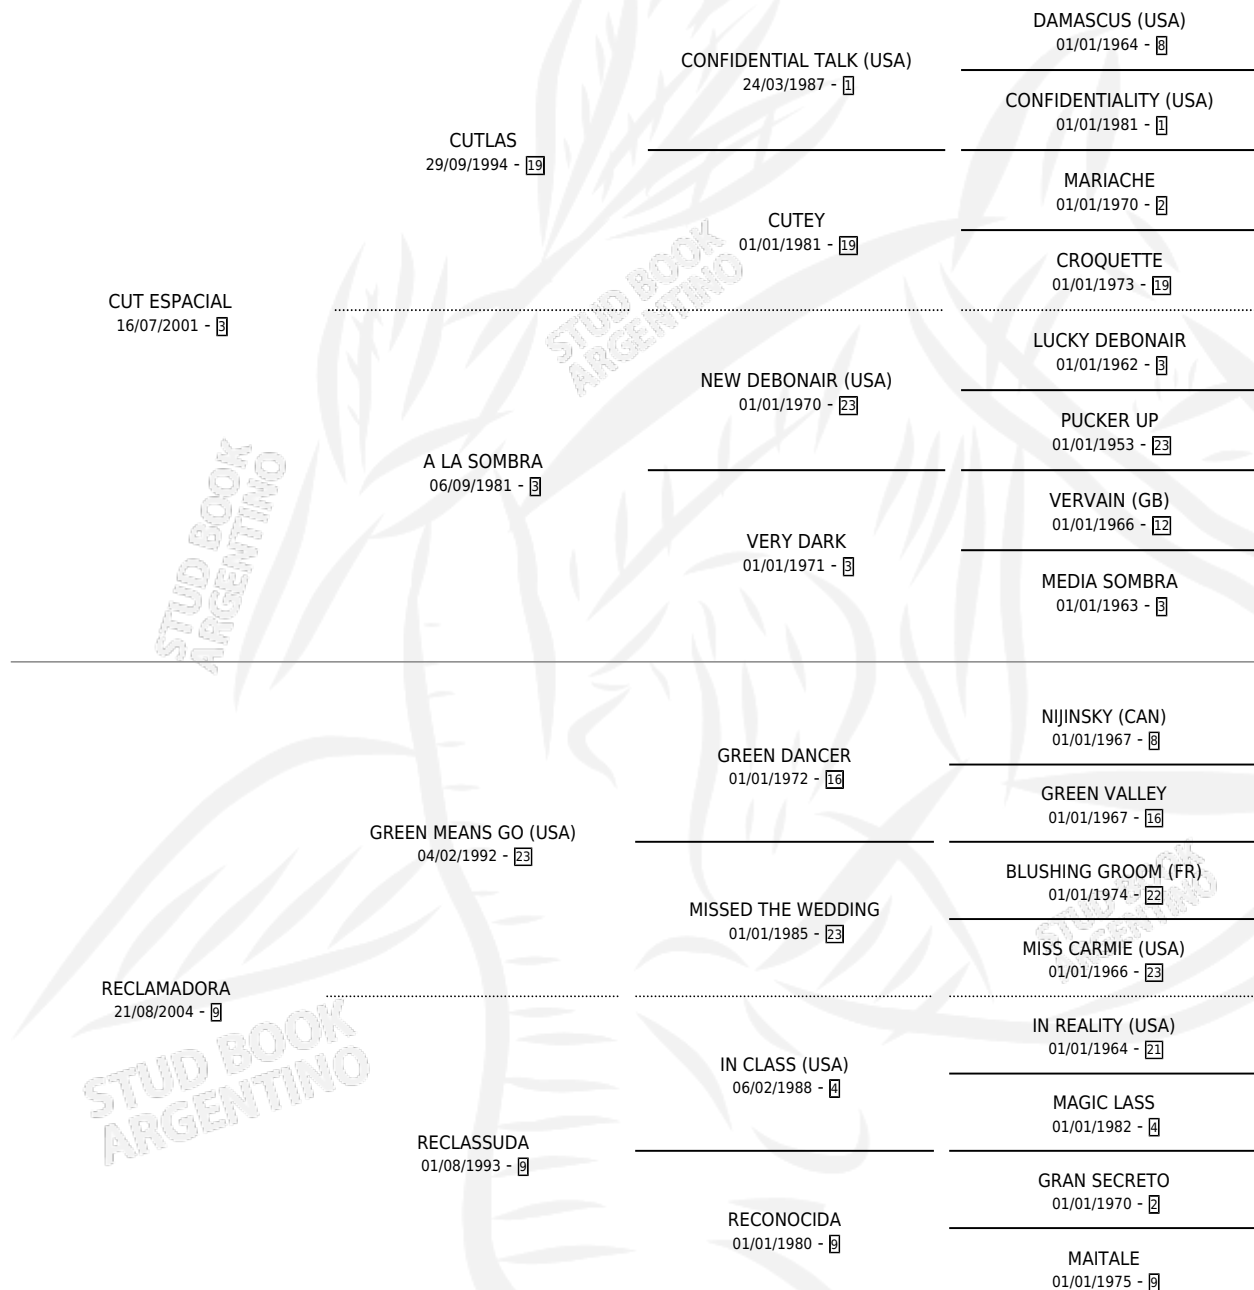 DAMASCUS (USA)
01/01/1964 - 8
CONFIDENTIAL TALK (USA)
24/03/1987 - 1
CONFIDENTIALITY (USA)
01/01/1981 - 1
CUTLAS
29/09/1994 - 19
MARIACHE
01/01/1970 - 2
CUTEY
01/01/1981 - 19
CROQUETTE
01/01/1973 - 19
CUT ESPACIAL
16/07/2001 - 3
LUCKY DEBONAIR
01/01/1962 - 3
NEW DEBONAIR (USA)
01/01/1970 - 23
PUCKER UP
01/01/1953 - 23
A LA SOMBRA
06/09/1981 - 3
VERVAIN (GB)
01/01/1966 - 12
VERY DARK
01/01/1971 - 3
MEDIA SOMBRA
01/01/1963 - 3
STUD BOOK
ARGENTINO
STUD BOOK
ARGENTINO
NIJINSKY (CAN)
01/01/1967 - 8
GREEN DANCER
01/01/1972 - 16
GREEN VALLEY
01/01/1967 - 16
GREEN MEANS GO (USA)
04/02/1992 - 23
BLUSHING GROOM (FR)
01/01/1974 - 22
MISSED THE WEDDING
01/01/1985 - 23
MISS CARMIE (USA)
01/01/1966 - 23
RECLAMADORA
21/08/2004 - 9
IN REALITY (USA)
01/01/1964 - 21
IN CLASS (USA)
06/02/1988 - 4
MAGIC LASS
01/01/1982 - 4
RECLASSUDA
01/08/1993 - 9
GRAN SECRETO
01/01/1970 - 2
RECONOCIDA
01/01/1980 - 9
MAITALE
01/01/1975 - 9
STUD BOOK
ARGENTINO
STUD BOOK
ARGENTINO